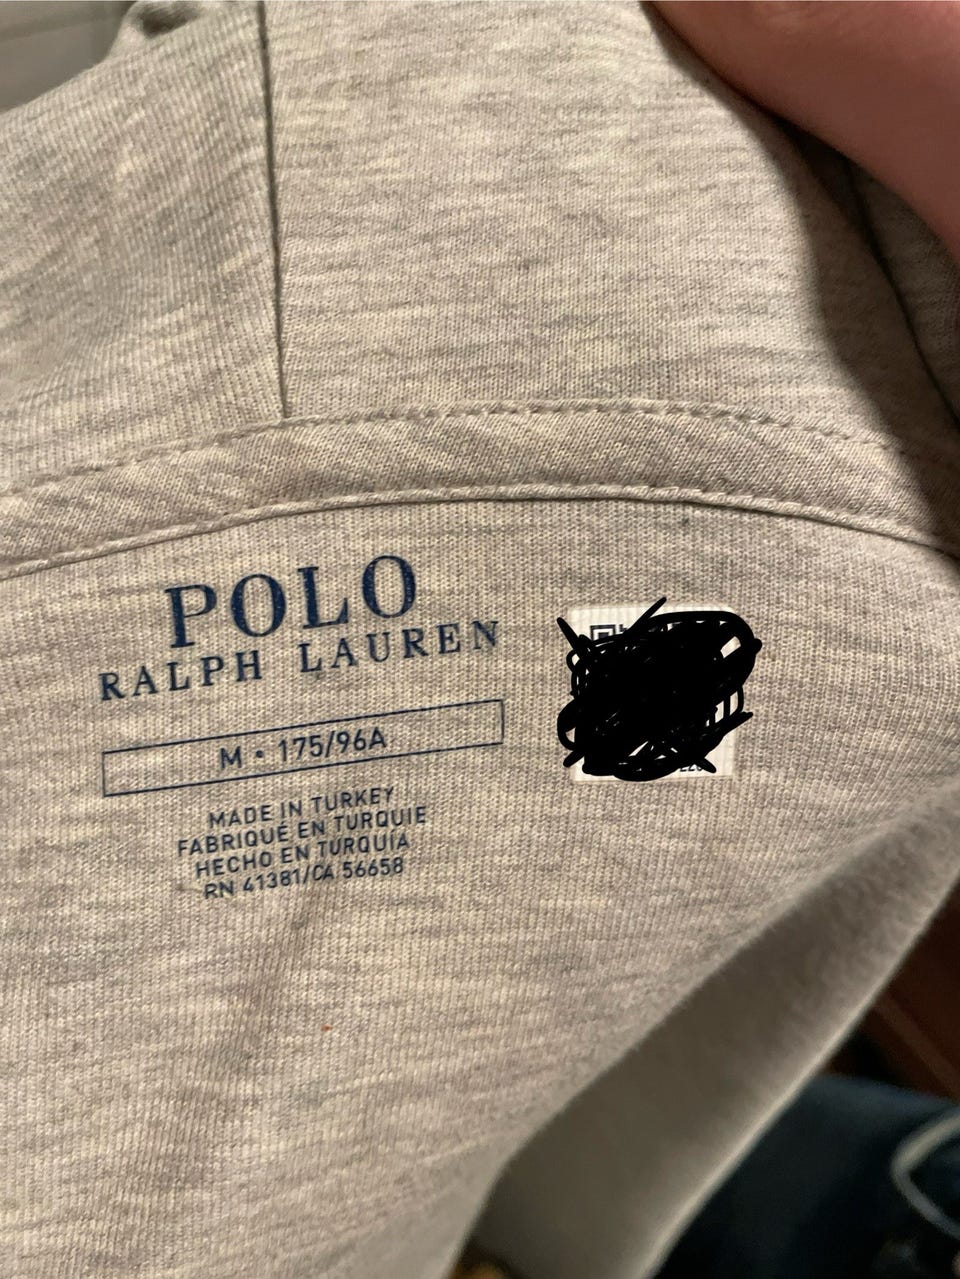 POLO
RALPH LAUREN
M • 175/96A
MADE IN TURKEY
FABRIQUÉ EN TURQUIE
HECHO EN TURQUÍA
RN 41381/CA 56658